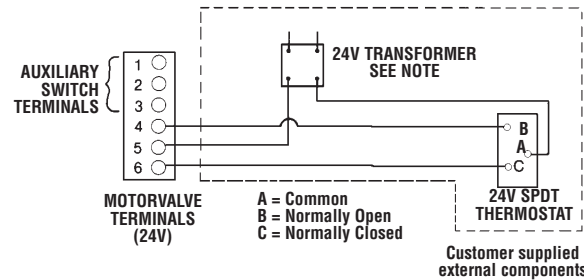 AUXILIARY
SWITCH
TERMINALS
1
2
3
4
5
6
MOTORVALVE
TERMINALS
(24V)
24V TRANSFORMER
SEE NOTE
A = Common
B = Normally Open
C = Normally Closed
B
A
C
24V SPDT
THERMOSTAT
Customer supplied
external components